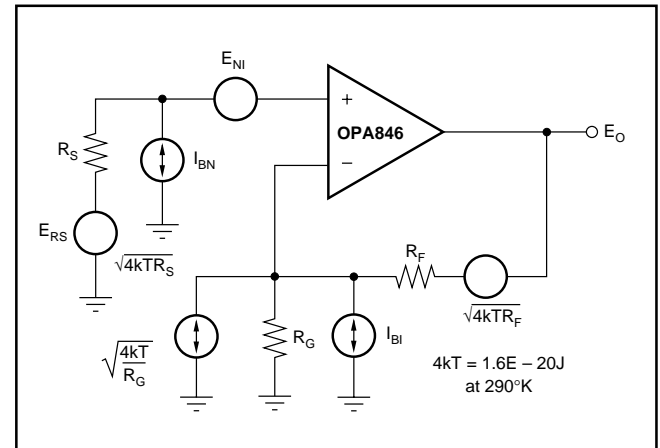 E_NI
+
OPA846
−
E_O
R_S
I_BN
E_RS
√4kTR_S
R_F
√4kTR_F
√4kT/R_G
R_G
I_BI
4kT = 1.6E – 20J
at 290°K